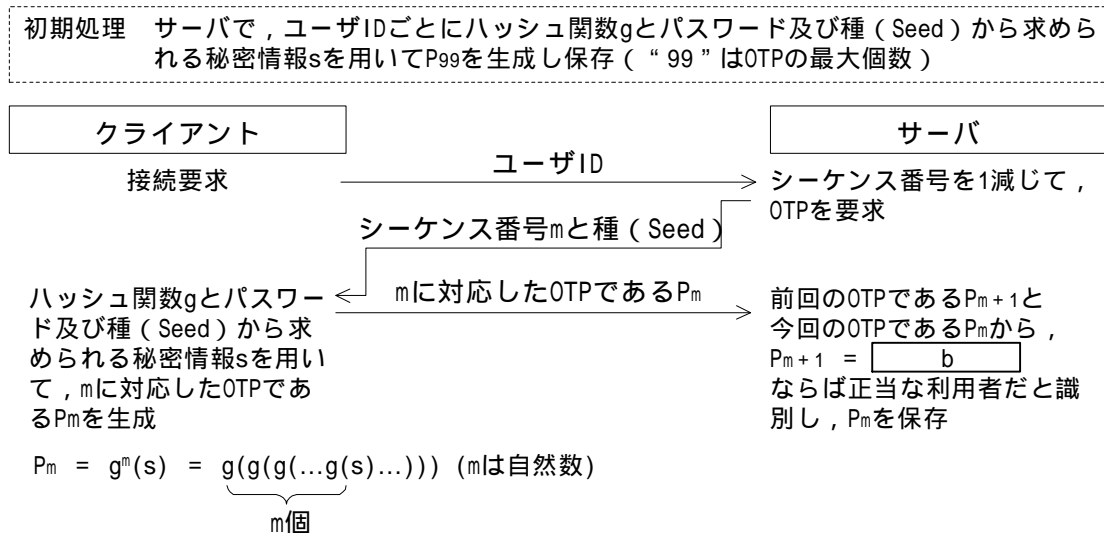 初期処理 サーバで，ユーザIDごとにハッシュ関数gとパスワード及び種（Seed）から求めら
れる秘密情報sを用いてP99を生成し保存（“99”はOTPの最大個数）
クライアント
サーバ
接続要求
ユーザID
シーケンス番号を1減じて，
OTPを要求
シーケンス番号mと種（Seed）
ハッシュ関数gとパスワー
ド及び種（Seed）から求
められる秘密情報sを用い
て，mに対応したOTPであ
るPmを生成
mに対応したOTPであるPm
前回のOTPであるPm+1と
今回のOTPであるPmから，
Pm+1 = b
ならば正当な利用者だと識
別し，Pmを保存
Pm = gm(s) = g(g(g(…g(s)…))) (mは自然数)
m個